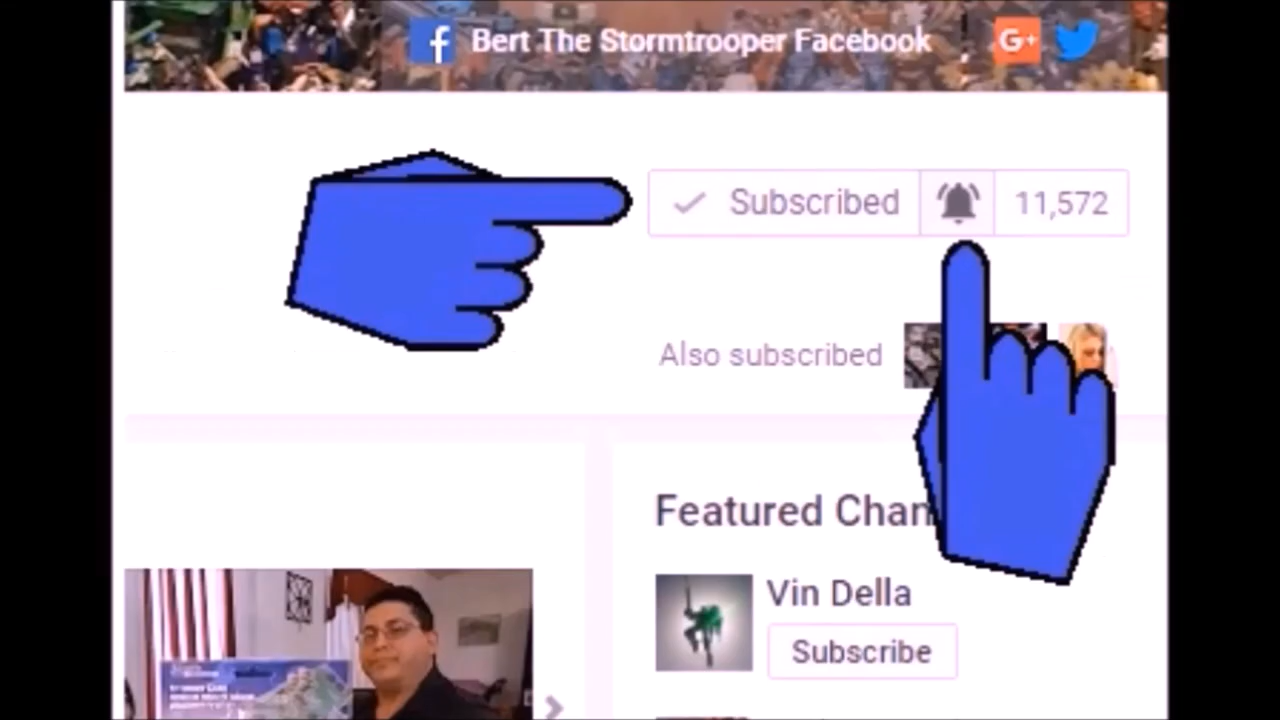 f Bert The Stormtrooper Facebook G+
Subscribed 11,572
Also subscribed
Featured Chan
Vin Della
Subscribe